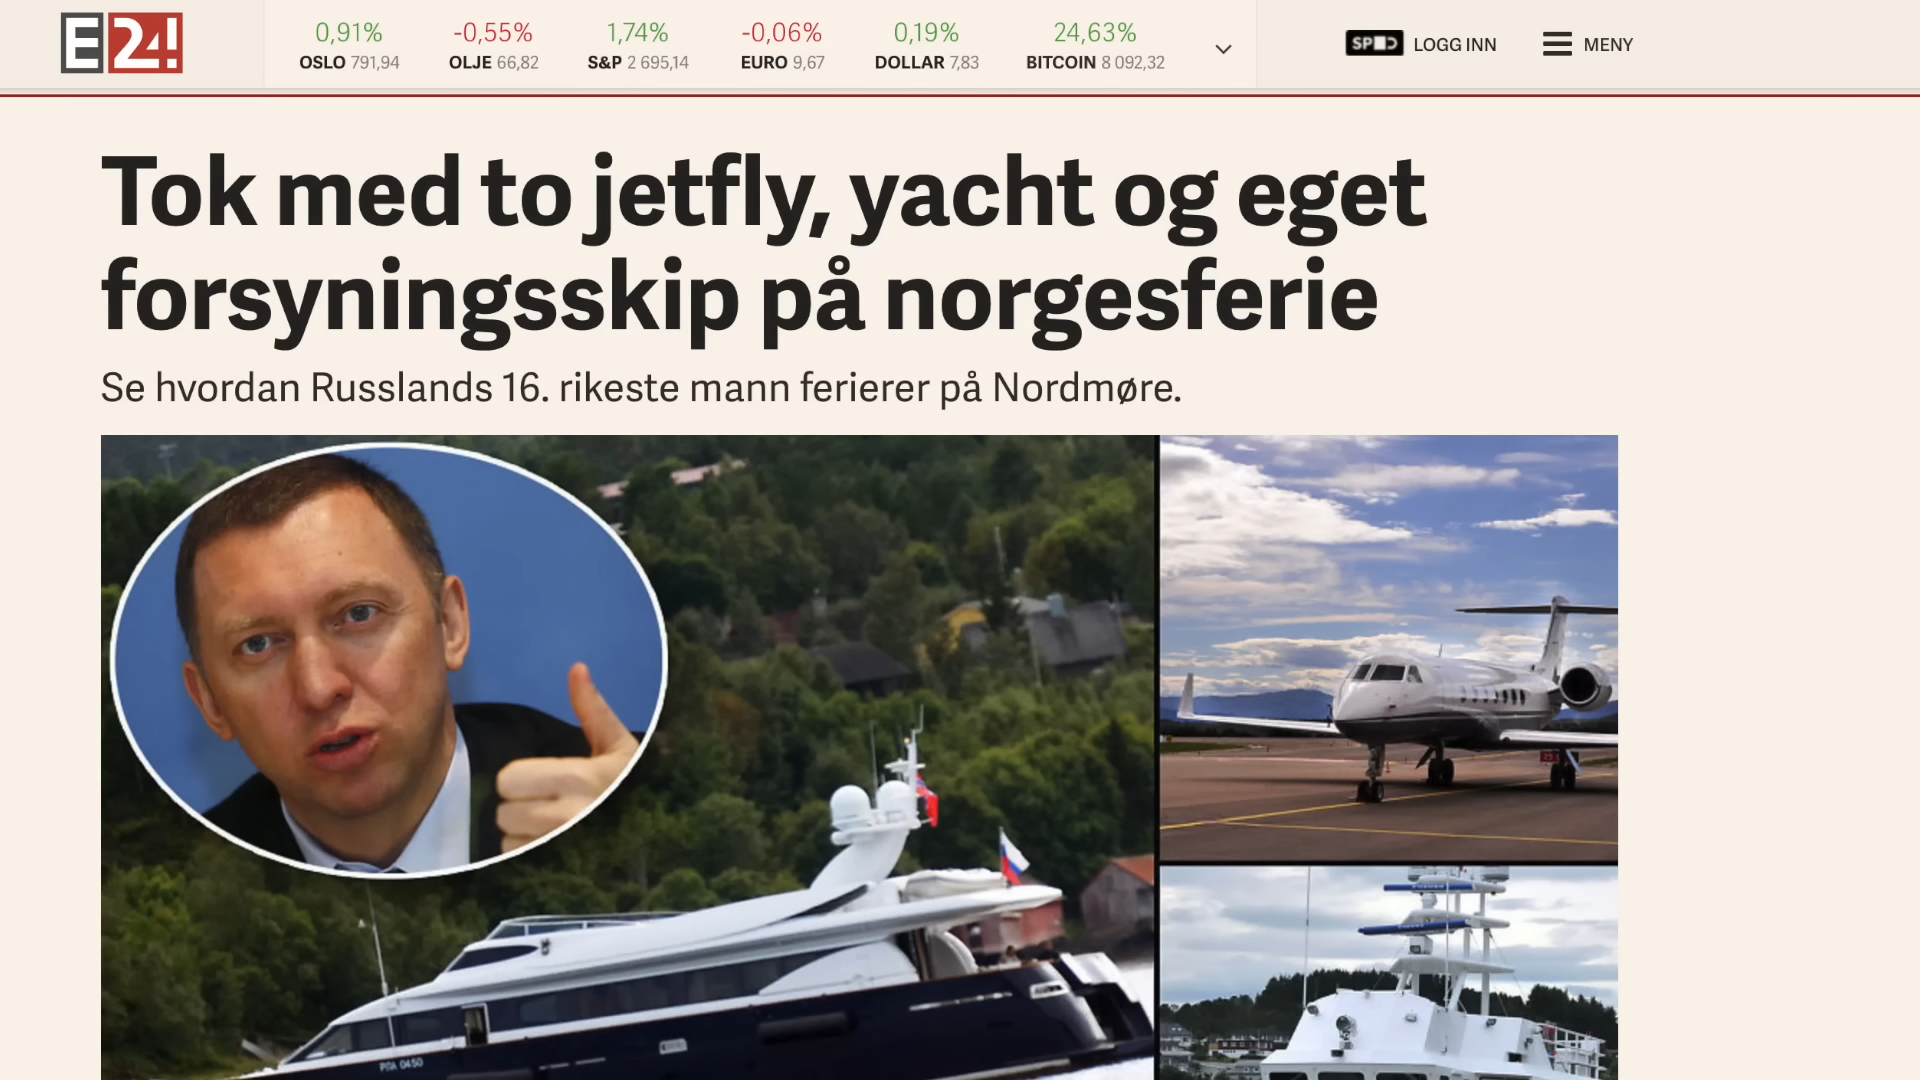 E24!
0,91% -0,55% 1,74% -0,06% 0,19% 24,63%
OSLO 791,94 OLJE 66,82 S&P 2 695,14 EURO 9,67 DOLLAR 7,83 BITCOIN 8 092,32
SPID LOGG INN MENY
Tok med to jetfly, yacht og eget
forsyningsskip på norgesferie
Se hvordan Russlands 16. rikeste mann ferierer på Nordmøre.
РЛА 0450